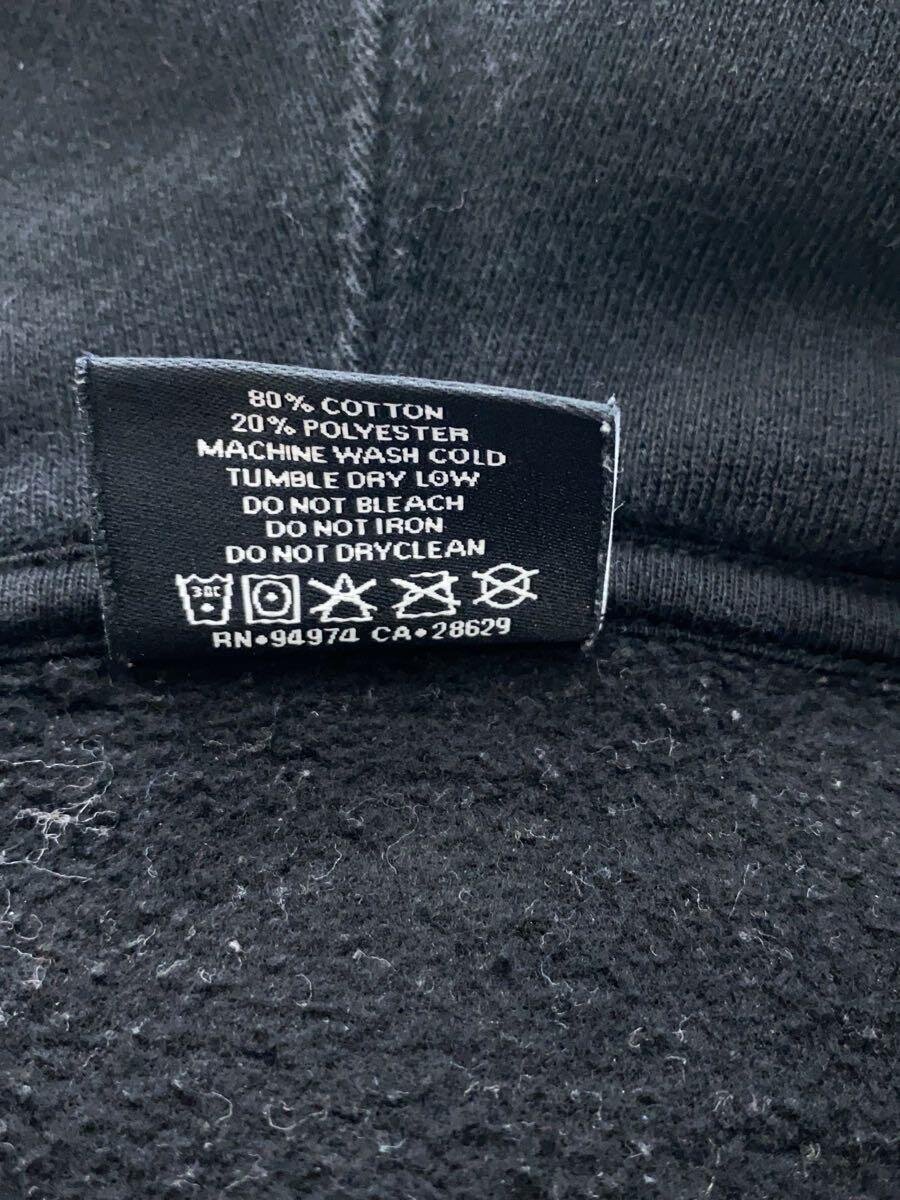 80% COTTON
20% POLYESTER
MACHINE WASH COLD
TUMBLE DRY LOW
DO NOT BLEACH
DO NOT IRON
DO NOT DRYCLEAN
30C
RN•94974 CA•28629